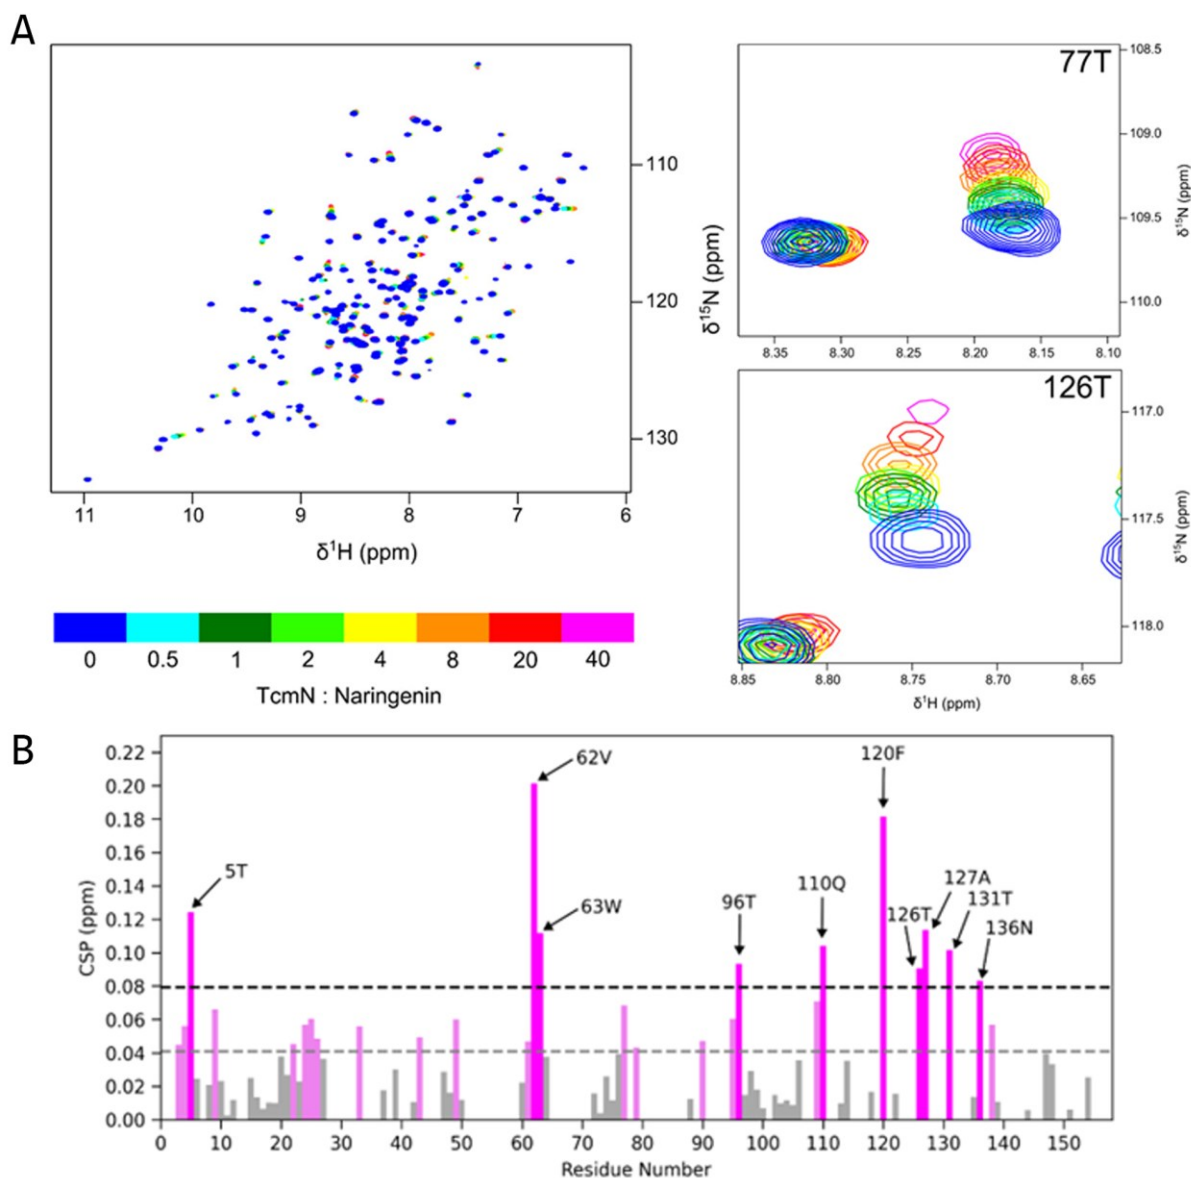 A
110
120
130
11 10 9 8 7 6
δ1H (ppm)
δ15N (ppm)
0 0.5 1 2 4 8 20 40
TcmN : Naringenin
77T
108.5
109.0
109.5
110.0
δ15N (ppm)
8.35 8.30 8.25 8.20 8.15 8.10
126T
117.0
117.5
118.0
δ15N (ppm)
8.85 8.80 8.75 8.70 8.65
δ1H (ppm)
B
CSP (ppm)
0.22
0.20
0.18
0.16
0.14
0.12
0.10
0.08
0.06
0.04
0.02
0.00
5T
62V
63W
96T
110Q
120F
126T
127A
131T
136N
0 10 20 30 40 50 60 70 80 90 100 110 120 130 140 150
Residue Number